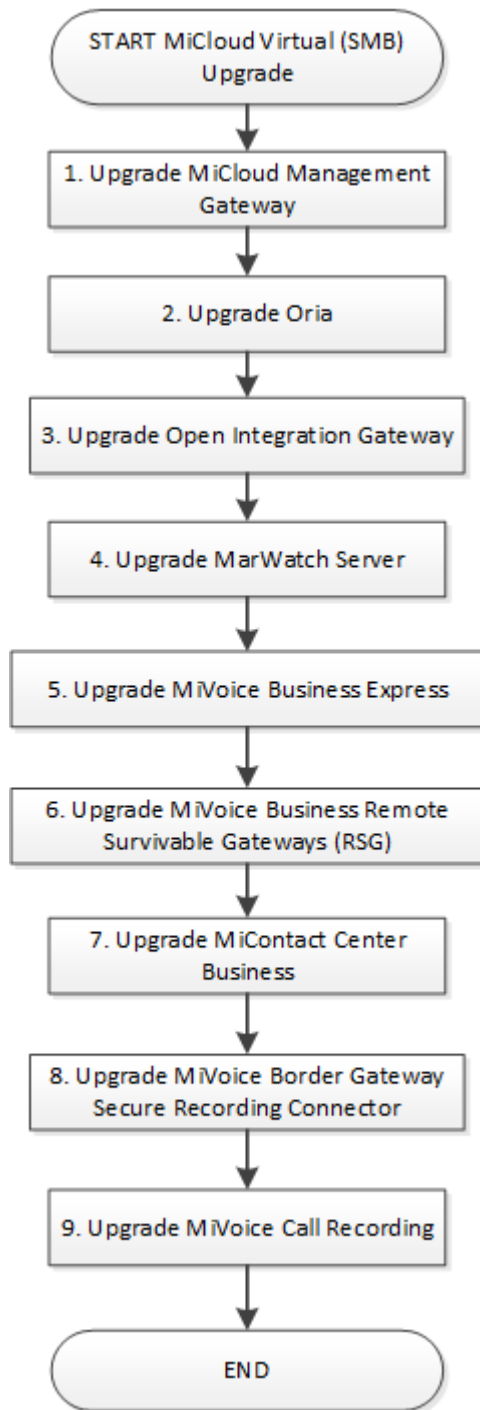 START MiCloud Virtual (SMB)
Upgrade
1. Upgrade MiCloud Management
Gateway
2. Upgrade Oria
3. Upgrade Open Integration Gateway
4. Upgrade MarWatch Server
5. Upgrade MiVoice Business Express
6. Upgrade MiVoice Business Remote
Survivable Gateways (RSG)
7. Upgrade MiContact Center
Business
8. Upgrade MiVoice Border Gateway
Secure Recording Connector
9. Upgrade MiVoice Call Recording
END